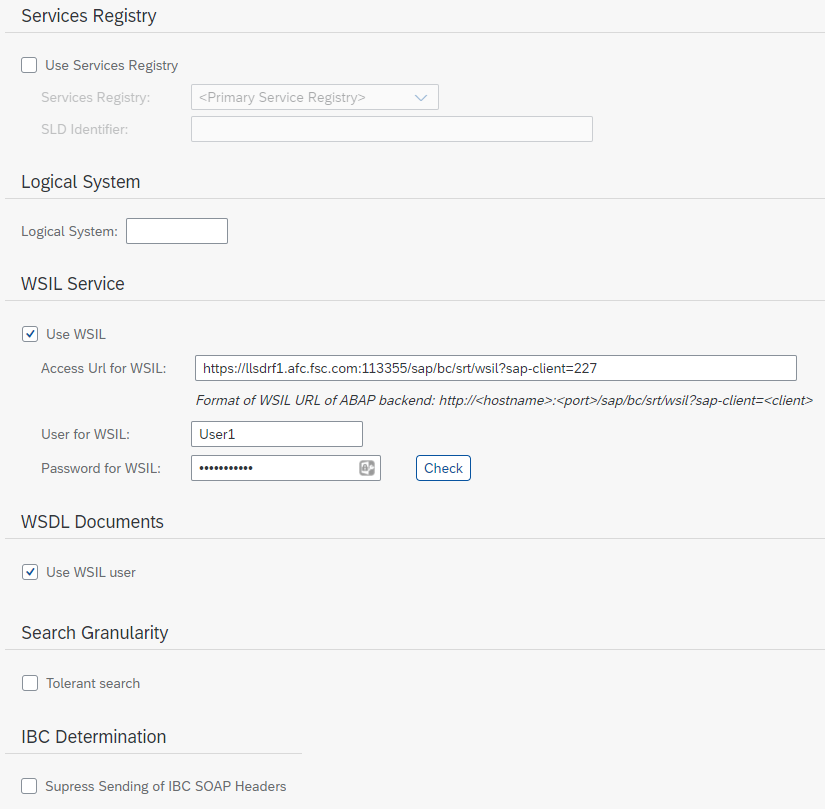 Services Registry
Use Services Registry
Services Registry: <Primary Service Registry>
SLD Identifier:
Logical System
Logical System:
WSIL Service
Use WSIL
Access Url for WSIL: https://llsdrf1.afc.fsc.com:113355/sap/bc/srt/wsil?sap-client=227
Format of WSIL URL of ABAP backend: http://<hostname>:<port>/sap/bc/srt/wsil?sap-client=<client>
User for WSIL: User1
Password for WSIL: ••••••••••• Check
WSDL Documents
Use WSIL user
Search Granularity
Tolerant search
IBC Determination
Supress Sending of IBC SOAP Headers